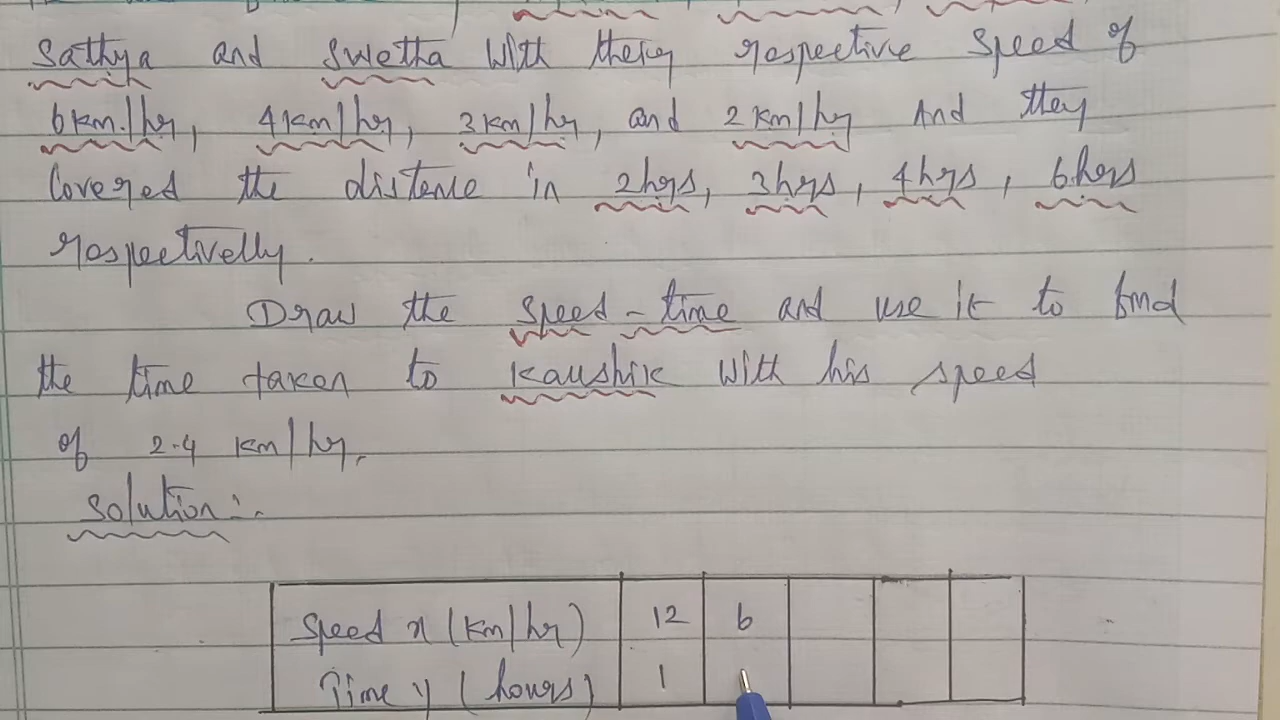 Sathya and Swetha with their respective speed of
6km./hr, 4km/hr, 3km/hr, and 2km/hr And they
Covered the distence in 2hrs, 3hrs, 4hrs, 6hrs
respectivelly.
Draw the speed-time and use it to find
the time taken to Kaushik with his speed
of 2.4 km/hr.
Solution:-
Speed x (km/hr) 12 6
Time y (hours) 1